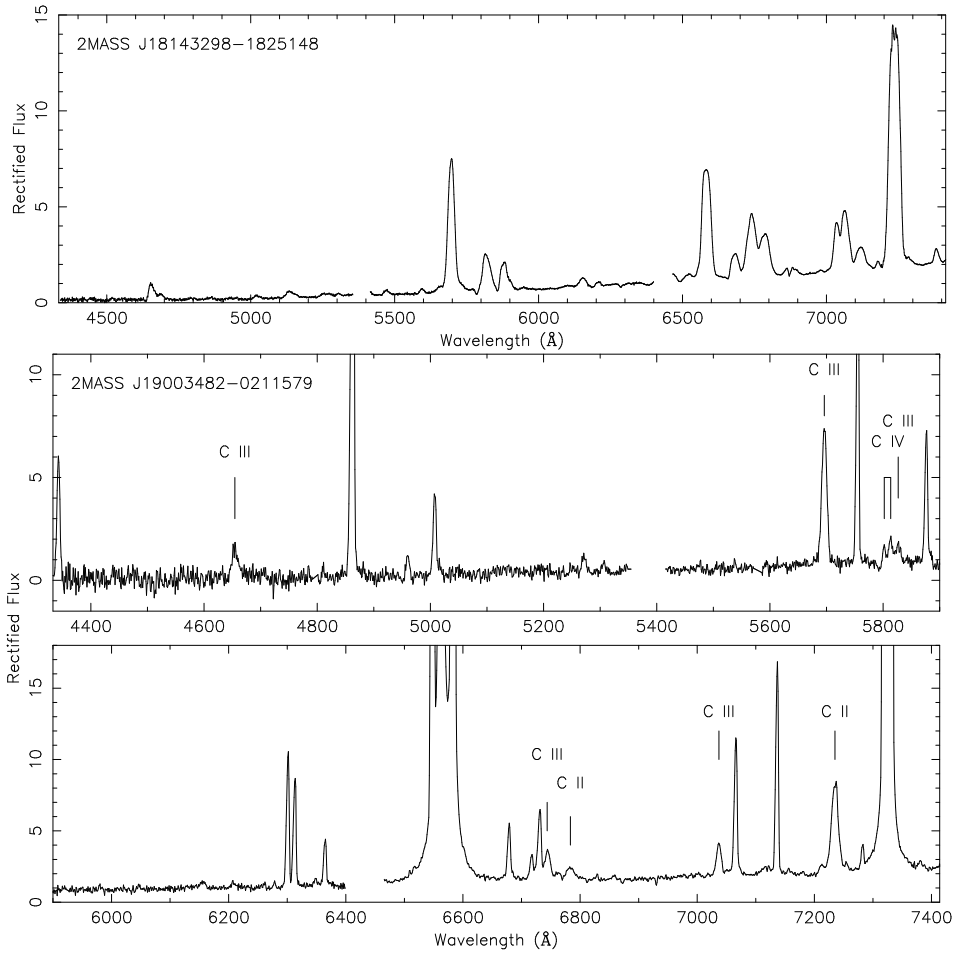 2MASS J18143298−1825148
Rectified Flux
0 5 10 15
4500 5000 5500 6000 6500 7000
Wavelength (Å)
2MASS J19003482−0211579
C III
C III
C III
C IV
0 5 10
4400 4600 4800 5000 5200 5400 5600 5800
Rectified Flux
C III
C II
C III
C II
0 5 10 15
6000 6200 6400 6600 6800 7000 7200 7400
Wavelength (Å)